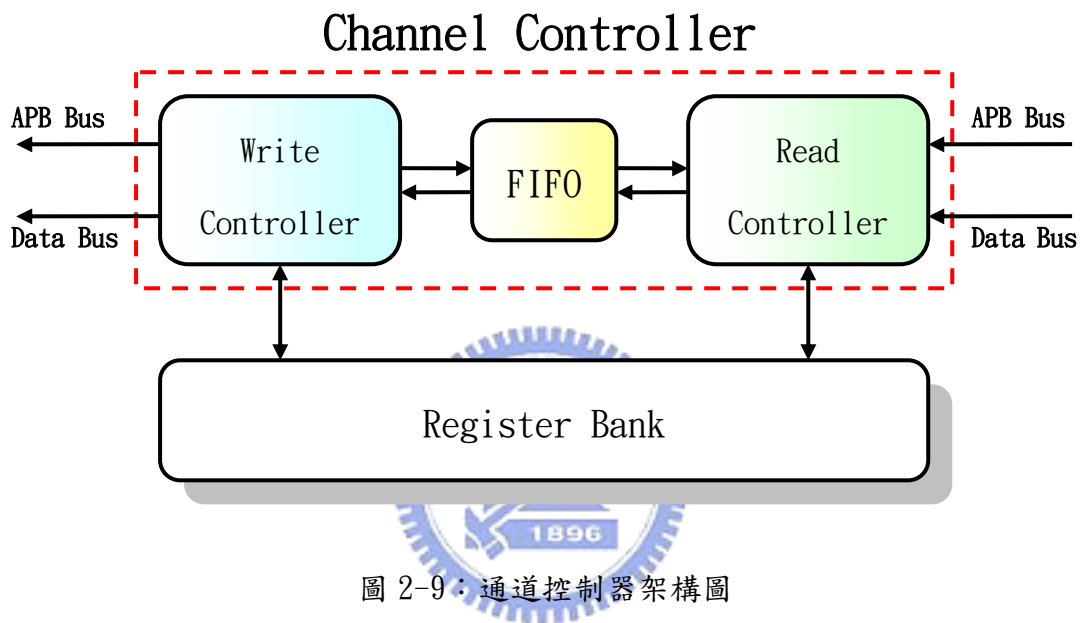 Channel Controller
APB Bus
Data Bus
Write
Controller
FIFO
Read
Controller
APB Bus
Data Bus
Register Bank
1896
圖 2-9：通道控制器架構圖